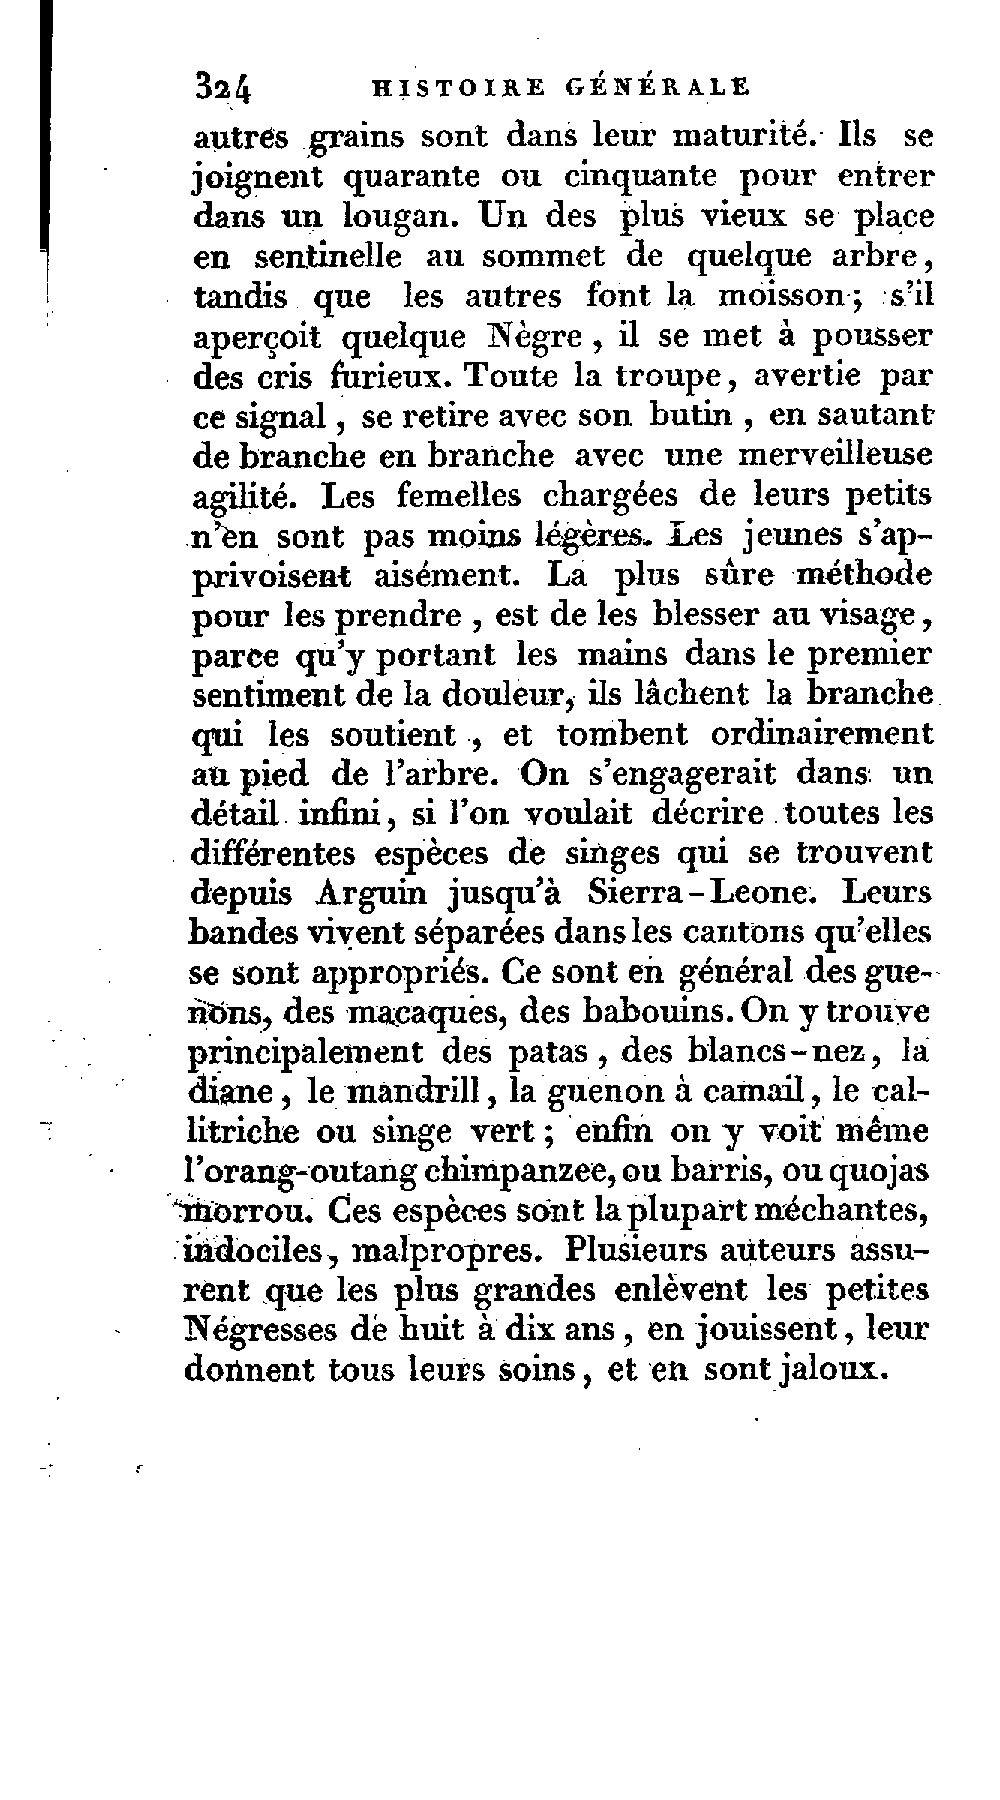 324 HISTOIRE GÉNÉRALE
autres grains sont dans leur maturité. Ils se
joignent quarante ou cinquante pour entrer
dans un lougan. Un des plus vieux se place
en sentinelle au sommet de quelque arbre,
tandis que les autres font la moisson ; s'il
aperçoit quelque Nègre , il se met à pousser
des cris furieux. Toute la troupe, avertie par
ce signal , se retire avec son butin , en sautant
de branche en branche avec une merveilleuse
agilité. Les femelles chargées de leurs petits
n'en sont pas moins légères. Les jeunes s'ap-
privoisent aisément. La plus sûre méthode
pour les prendre , est de les blesser au visage,
parce qu'y portant les mains dans le premier
sentiment de la douleur, ils lâchent la branche
qui les soutient , et tombent ordinairement
au pied de l'arbre. On s'engagerait dans un
détail infini, si l'on voulait décrire toutes les
différentes espèces de singes qui se trouvent
depuis Arguin jusqu'à Sierra-Leone. Leurs
bandes vivent séparées dans les cantons qu'elles
se sont appropriés. Ce sont en général des gue-
nons, des macaques, des babouins. On y trouve
principalement des patas , des blancs-nez, la
diane , le mandrill, la guenon à camail, le cal-
litriche ou singe vert ; enfin on y voit même
l'orang-outang chimpanzee, ou barris, ou quojas
morrou. Ces espèces sont la plupart méchantes,
indociles, malpropres. Plusieurs auteurs assu-
rent que les plus grandes enlèvent les petites
Négresses de huit à dix ans , en jouissent, leur
donnent tous leurs soins, et en sont jaloux.